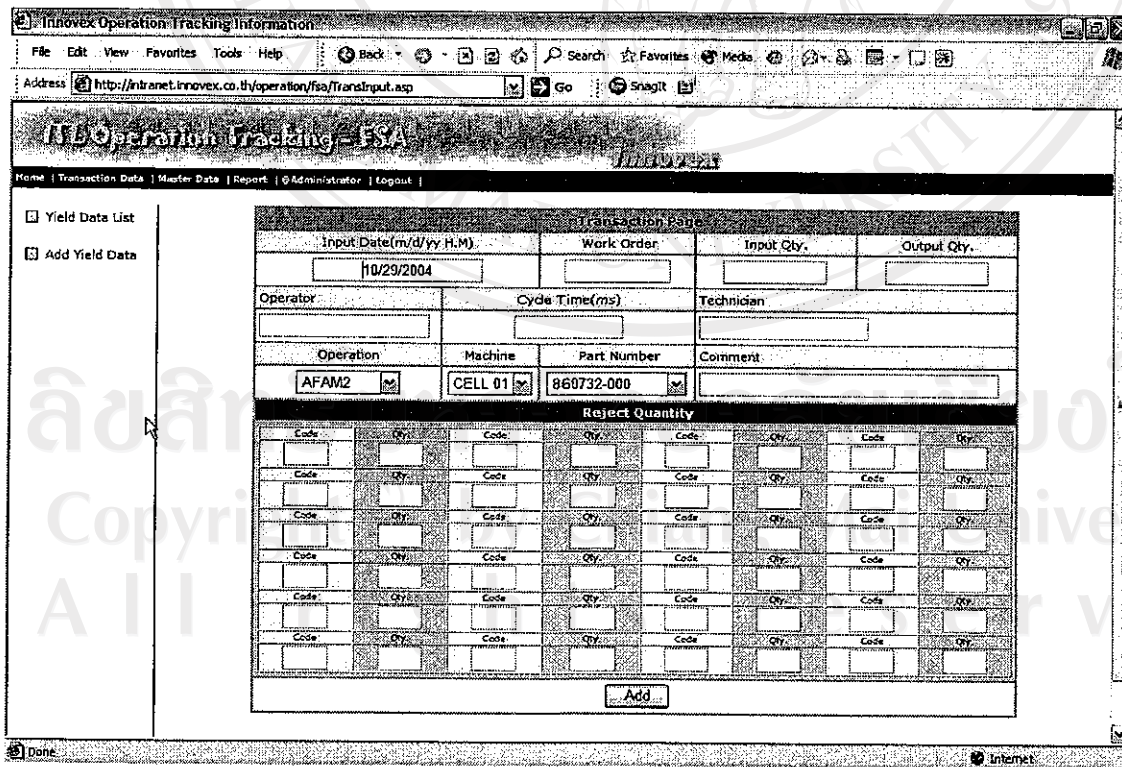 Innovex Operation Tracking Information
File Edit View Favorites Tools Help Back Search Favorites Media
Address http://intranet.innovex.co.th/operation/fsa/TransInput.asp Go SnagIt
ITL Operation Tracking - FSA
innovex
Home | Transaction Data | Master Data | Report | @Administrator | Logout |
Yield Data List
Add Yield Data
Transaction Page
Input Date(m/d/yy H.M) Work Order Input Qty. Output Qty.
10/29/2004
Operator Cycle Time(ms) Technician
Operation Machine Part Number Comment
AFAM2 CELL 01 860732-000
Reject Quantity
Code Qty. Code Qty. Code Qty. Code Qty.
Code Qty. Code Qty. Code Qty. Code Qty.
Code Qty. Code Qty. Code Qty. Code Qty.
Code Qty. Code Qty. Code Qty. Code Qty.
Code Qty. Code Qty. Code Qty. Code Qty.
Code Qty. Code Qty. Code Qty. Code Qty.
Add
Done Internet